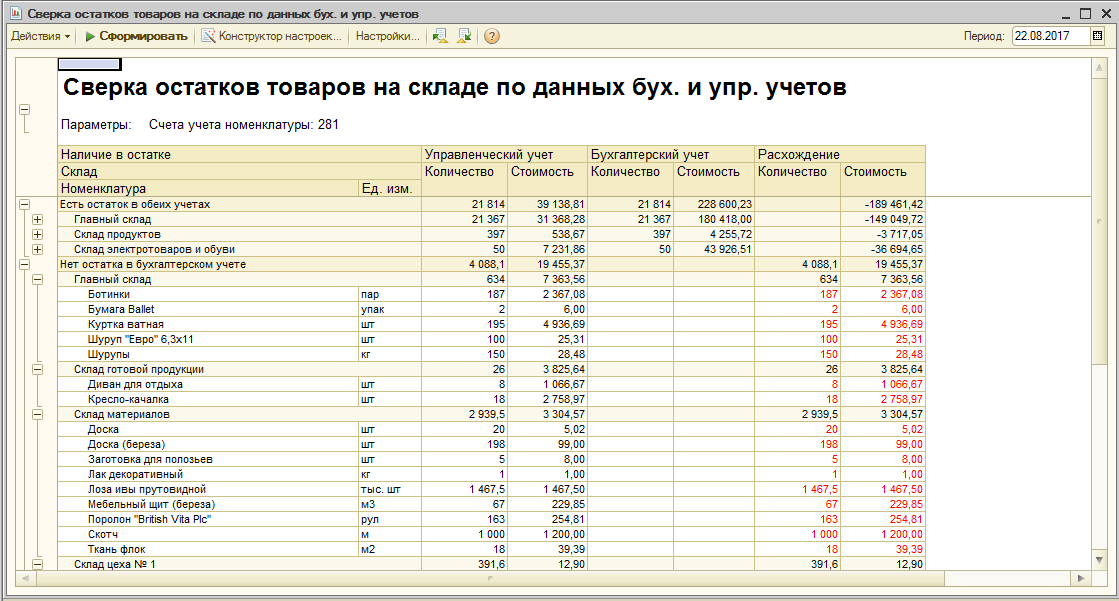 Сверка остатков товаров на складе по данных бух. и упр. учетов
Действия Сформировать Конструктор настроек... Настройки... Период: 22.08.2017
Сверка остатков товаров на складе по данных бух. и упр. учетов
Параметры: Счета учета номенклатуры: 281
Наличие в остатке Управленческий учет Бухгалтерский учет Расхождение
Склад Количество Стоимость Количество Стоимость Количество Стоимость
Номенклатура Ед. изм.
Есть остаток в обеих учетах 21 814 39 138,81 21 814 228 600,23 -189 461,42
Главный склад 21 367 31 368,28 21 367 180 418,00 -149 049,72
Склад продуктов 397 538,67 397 4 255,72 -3 717,05
Склад электротоваров и обуви 50 7 231,86 50 43 926,51 -36 694,65
Нет остатка в бухгалтерском учете 4 088,1 19 455,37 4 088,1 19 455,37
Главный склад 634 7 363,56 634 7 363,56
Ботинки пар 187 2 367,08 187 2 367,08
Бумага Ballet упак 2 6,00 2 6,00
Куртка ватная шт 195 4 936,69 195 4 936,69
Шуруп "Евро" 6,3х11 шт 100 25,31 100 25,31
Шурупы кг 150 28,48 150 28,48
Склад готовой продукции 26 3 825,64 26 3 825,64
Диван для отдыха шт 8 1 066,67 8 1 066,67
Кресло-качалка шт 18 2 758,97 18 2 758,97
Склад материалов 2 939,5 3 304,57 2 939,5 3 304,57
Доска шт 20 5,02 20 5,02
Доска (береза) шт 198 99,00 198 99,00
Заготовка для полозьев шт 5 8,00 5 8,00
Лак декоративный кг 1 1,00 1 1,00
Лоза ивы прутовидной тыс. шт 1 467,5 1 467,50 1 467,5 1 467,50
Мебельный щит (береза) м3 67 229,85 67 229,85
Поролон "British Vita Plc" рул 163 254,81 163 254,81
Скотч м 1 000 1 200,00 1 000 1 200,00
Ткань флок м2 18 39,39 18 39,39
Склад цеха № 1 391,6 12,90 391,6 12,90